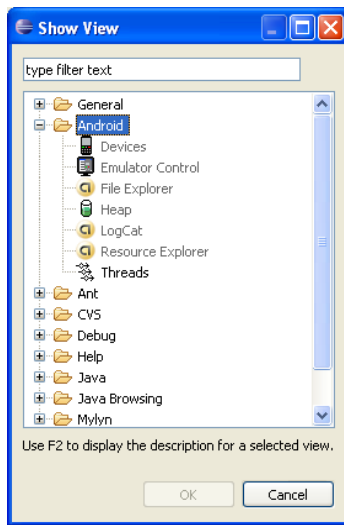 Show View
type filter text
General
Android
Devices
Emulator Control
File Explorer
Heap
LogCat
Resource Explorer
Threads
Ant
CVS
Debug
Help
Java
Java Browsing
Mylyn
Use F2 to display the description for a selected view.
OK Cancel